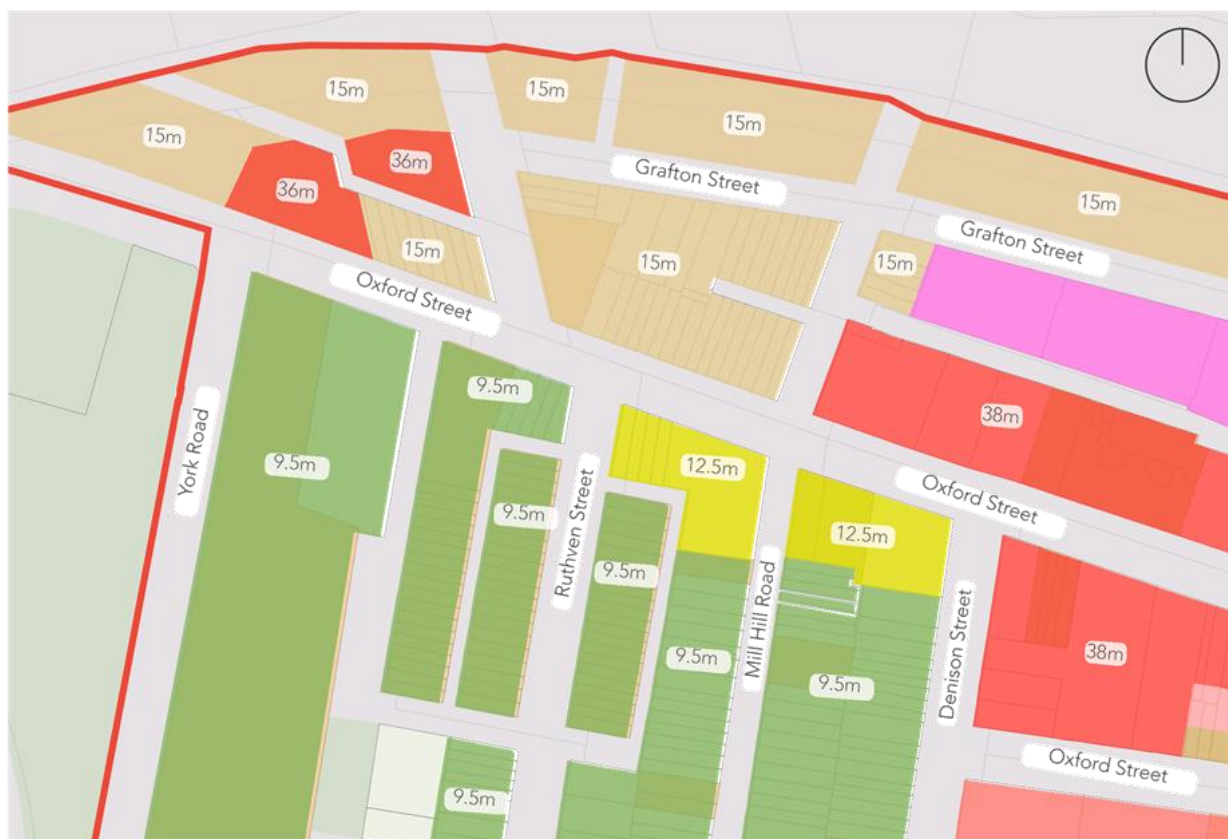 15m
15m
15m
15m
36m
36m
Grafton Street
15m
Grafton Street
15m
15m
15m
Oxford Street
9.5m
38m
York Road
9.5m
12.5m
Oxford Street
9.5m
Ruthven Street
12.5m
9.5m
Mill Hill Road
Denison Street
9.5m
38m
9.5m
Oxford Street
9.5m